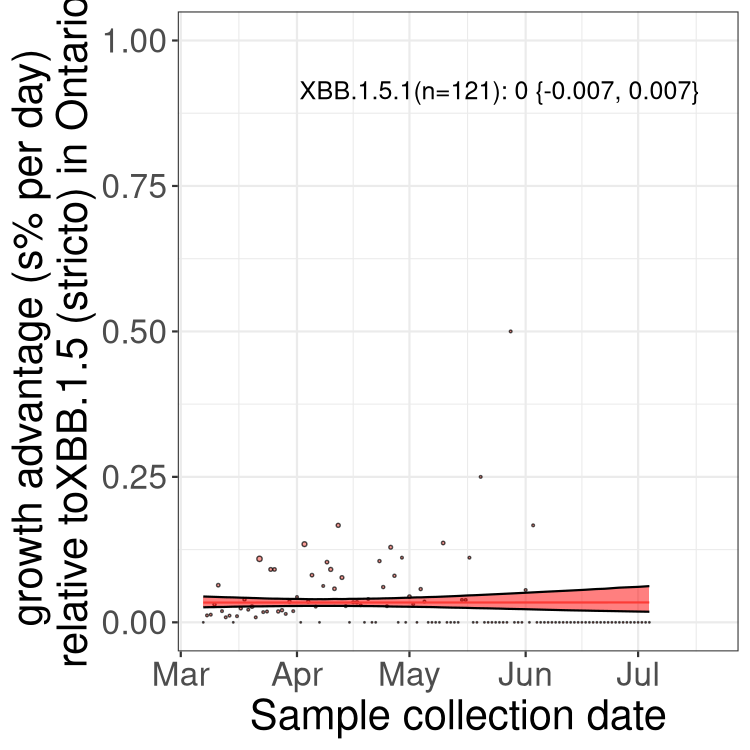 growth advantage (s% per day)
relative toXBB.1.5 (stricto) in Ontario
1.00
0.75
0.50
0.25
0.00
XBB.1.5.1(n=121): 0 {-0.007, 0.007}
Mar Apr May Jun Jul
Sample collection date